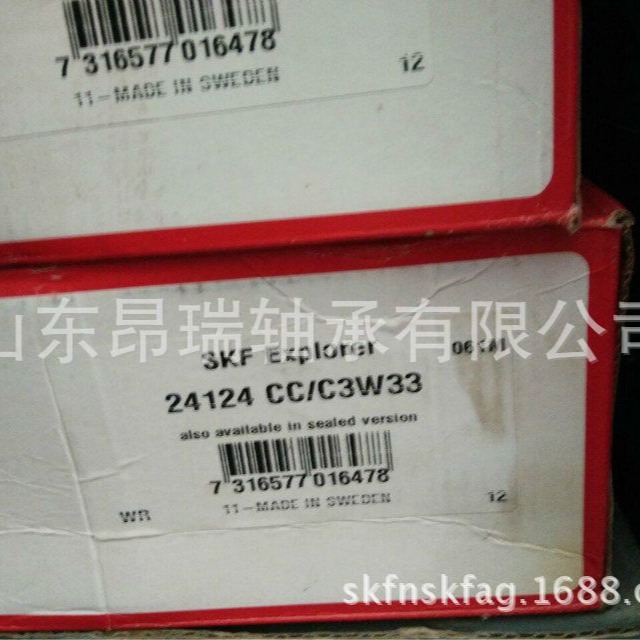 7 316577 016478
11-MADE IN SWEDEN
12
山东昂瑞轴承有限公司
SKF Explorer
24124 CC/C3W33
also available in sealed version
7 316577 016478
WR
11-MADE IN SWEDEN
12
skfnskfag.1688.c